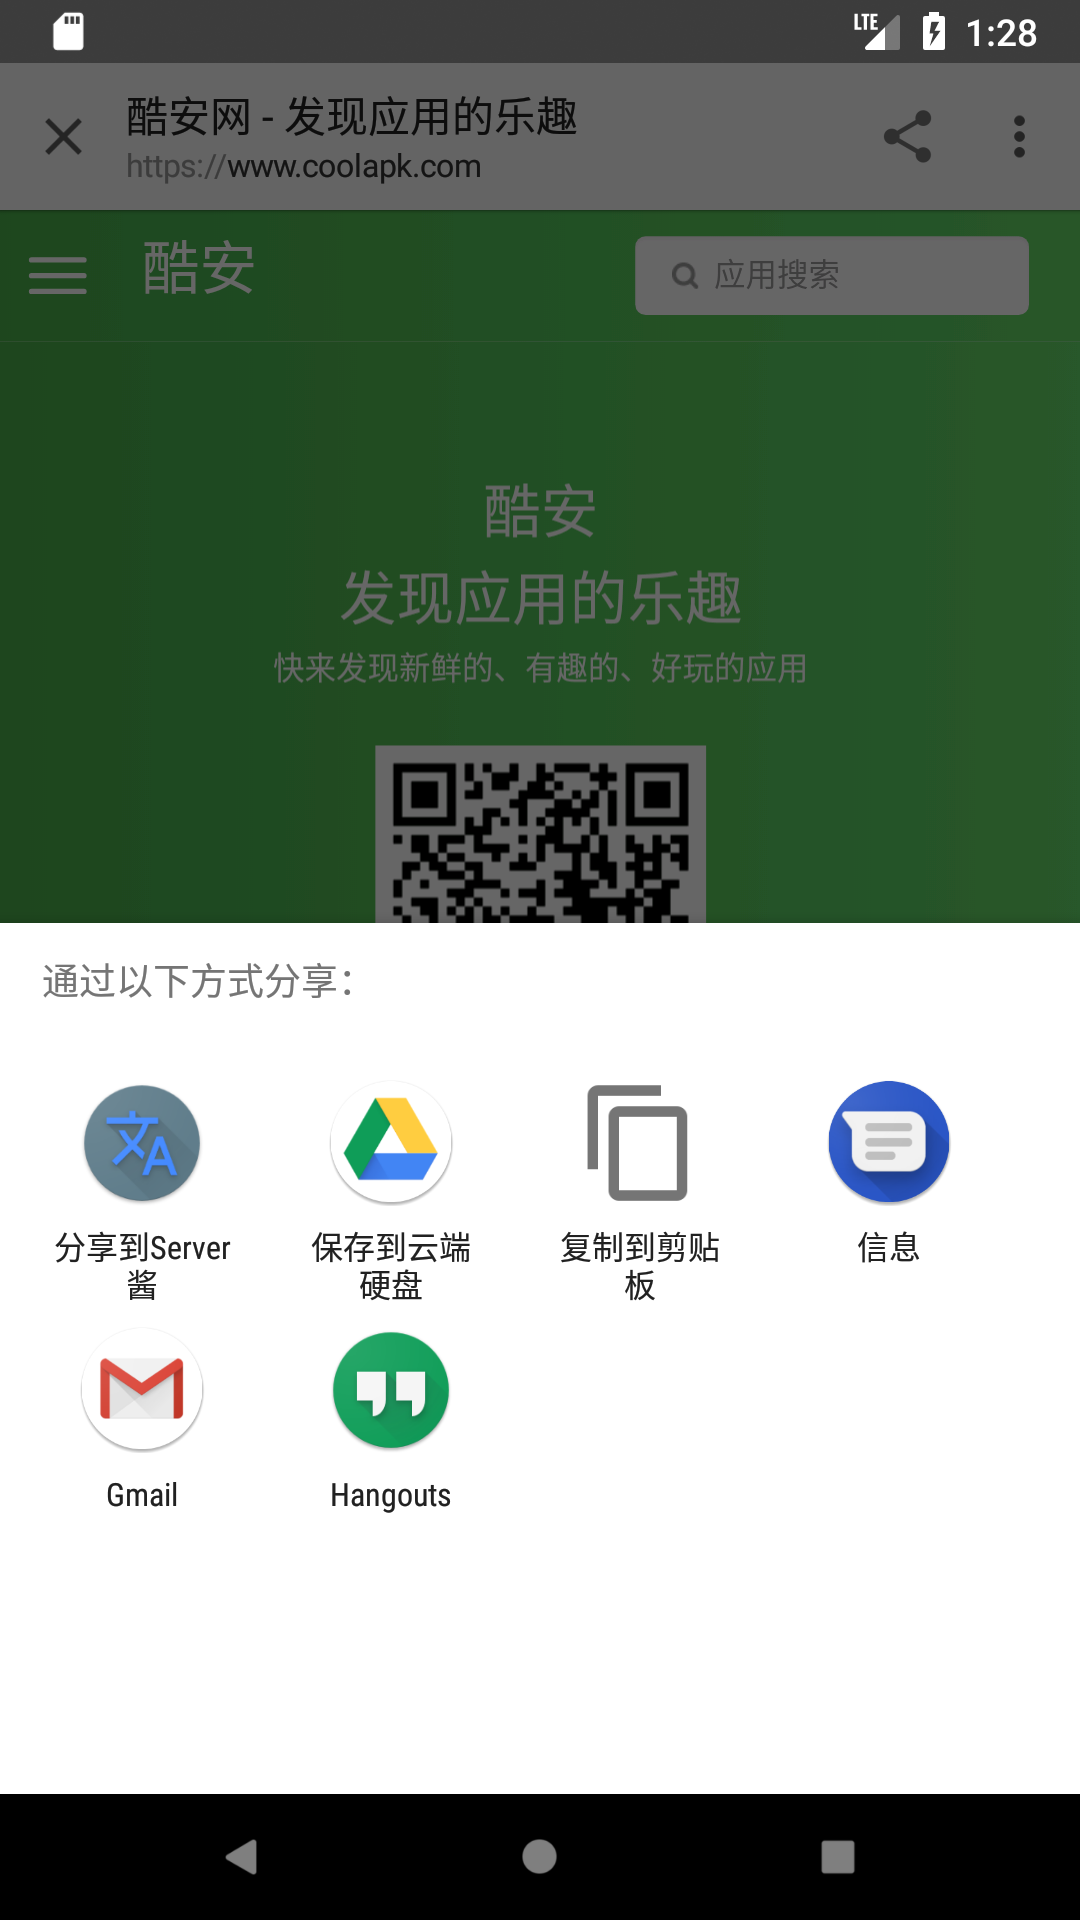 LTE 1:28
酷安网 - 发现应用的乐趣
https://www.coolapk.com
酷安
应用搜索
酷安
发现应用的乐趣
快来发现新鲜的、有趣的、好玩的应用
通过以下方式分享：
分享到Server
酱
保存到云端
硬盘
复制到剪贴
板
信息
Gmail
Hangouts